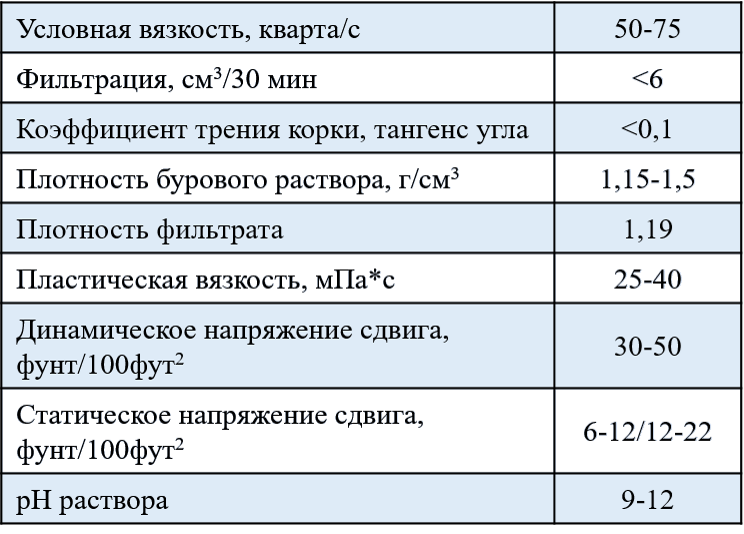 Условная вязкость, кварта/с 50-75
Фильтрация, см³/30 мин <6
Коэффициент трения корки, тангенс угла <0,1
Плотность бурового раствора, г/см³ 1,15-1,5
Плотность фильтрата 1,19
Пластическая вязкость, мПа*с 25-40
Динамическое напряжение сдвига,
фунт/100фут² 30-50
Статическое напряжение сдвига,
фунт/100фут² 6-12/12-22
pH раствора 9-12